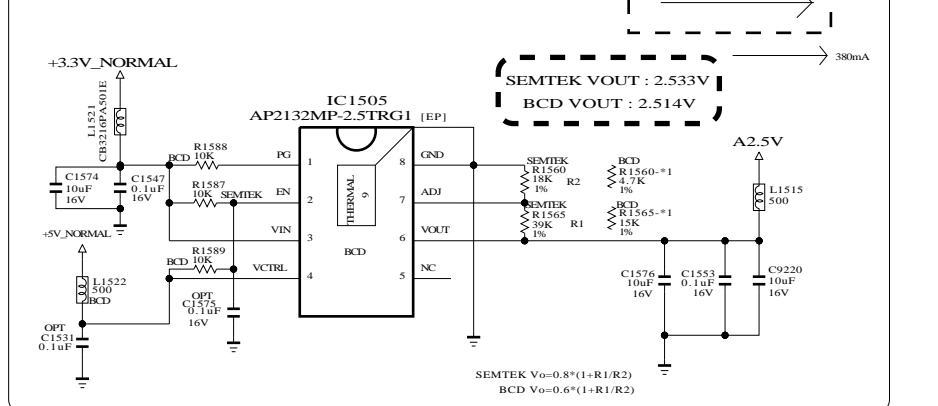 380mA
+3.3V_NORMAL
SEMTEK VOUT : 2.533V
BCD VOUT : 2.514V
L1521
CB3216PA501E
IC1505
AP2132MP-2.5TRG1
[EP]
A2.5V
BCD
R1588
10K
PG
1
8
GND
SEMTEK
R1560
18K
1%
R2
BCD
R1560-*1
4.7K
1%
C1574
10uF
16V
C1547
0.1uF
16V
R1587
10K
SEMTEK
EN
2
THERMAL
9
7
ADJ
SEMTEK
R1565
39K
1%
R1
BCD
R1565-*1
15K
1%
L1515
500
+5V_NORMAL
VIN
3
BCD
6
VOUT
BCD
R1589
10K
VCTRL
4
5
NC
L1522
500
BCD
OPT
C1575
0.1uF
16V
C1576
10uF
16V
C1553
0.1uF
16V
C9220
10uF
16V
OPT
C1531
0.1uF
SEMTEK Vo=0.8*(1+R1/R2)
BCD Vo=0.6*(1+R1/R2)